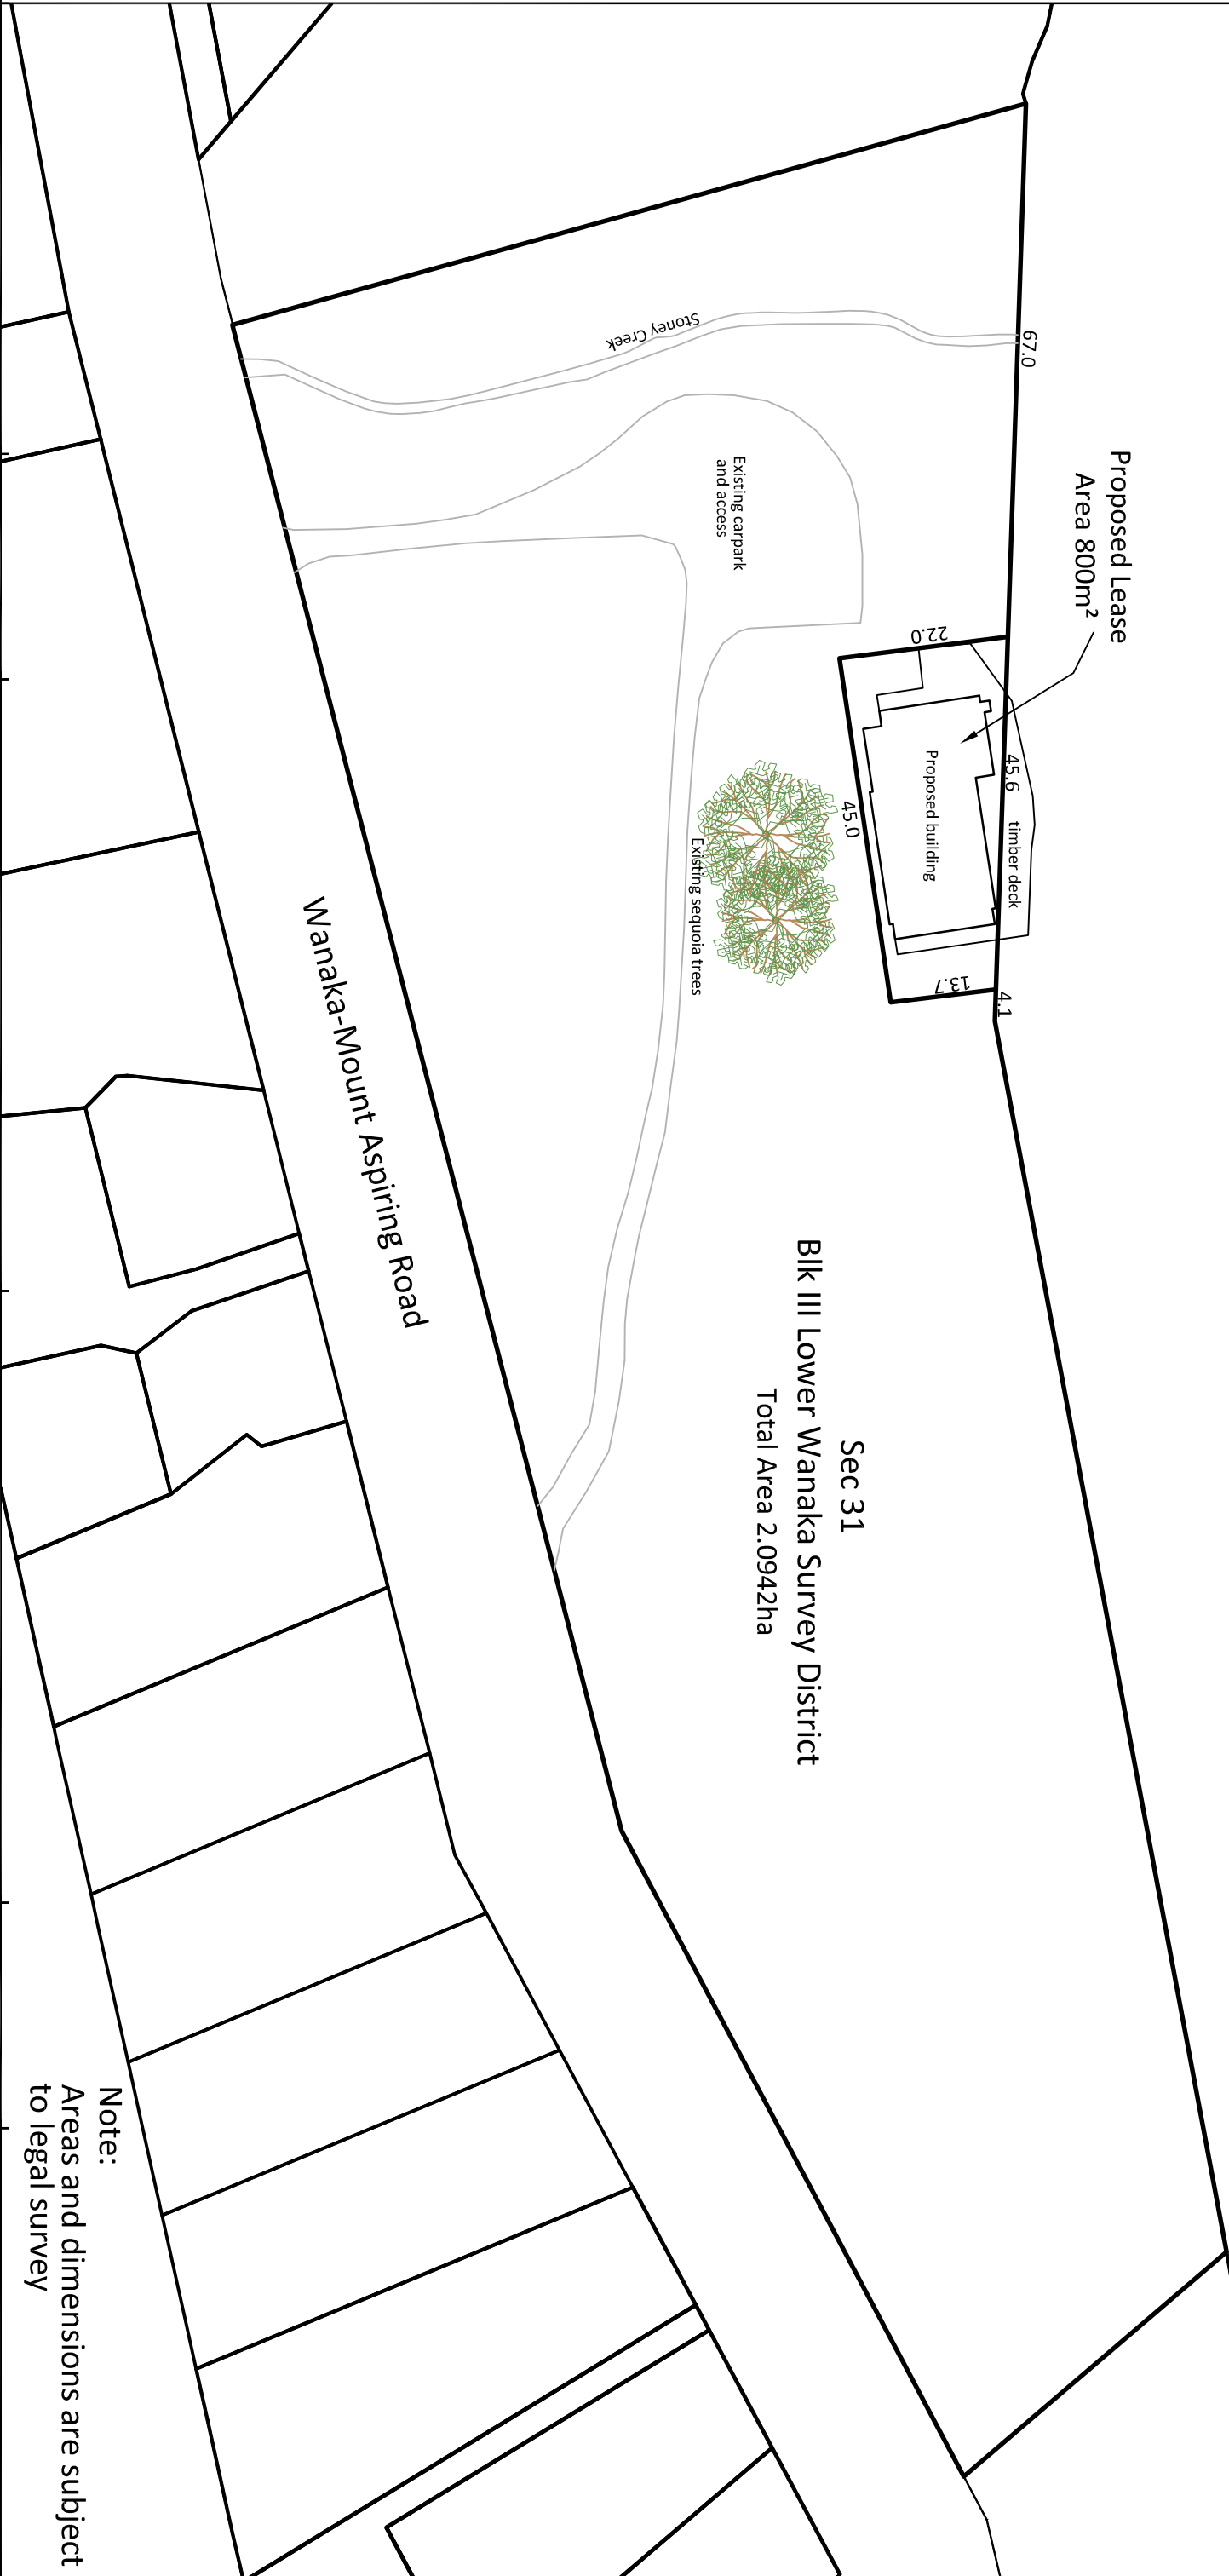 Proposed Lease
Area 800m²
67.0
22.0
45.6
timber deck
Proposed building
45.0
13.7
4.1
Stoney Creek
Existing carpark
and access
Existing sequoia trees
Sec 31
Blk III Lower Wanaka Survey District
Total Area 2.0942ha
Wanaka-Mount Aspiring Road
Note:
Areas and dimensions are subject
to legal survey